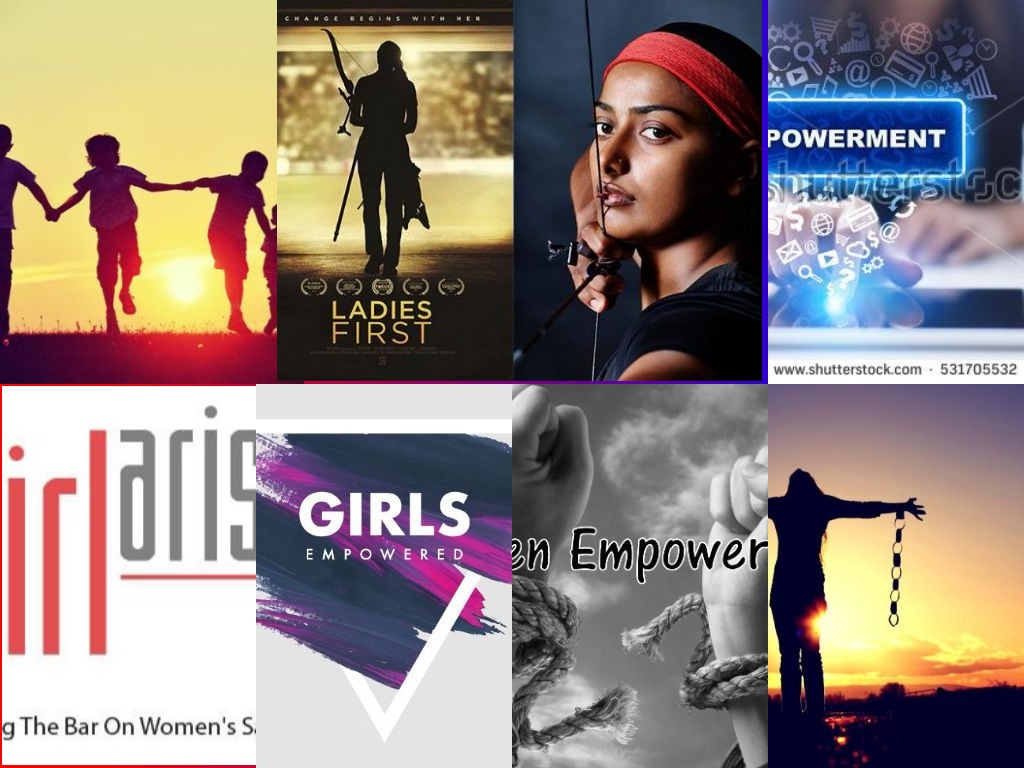 CHANGE BEGINS WITH HER
LADIES
FIRST
POWERMENT
shutterstoc
www.shutterstock.com · 531705532
irl
aris
g The Bar On Women's Sa
GIRLS
EMPOWERED
en Empower